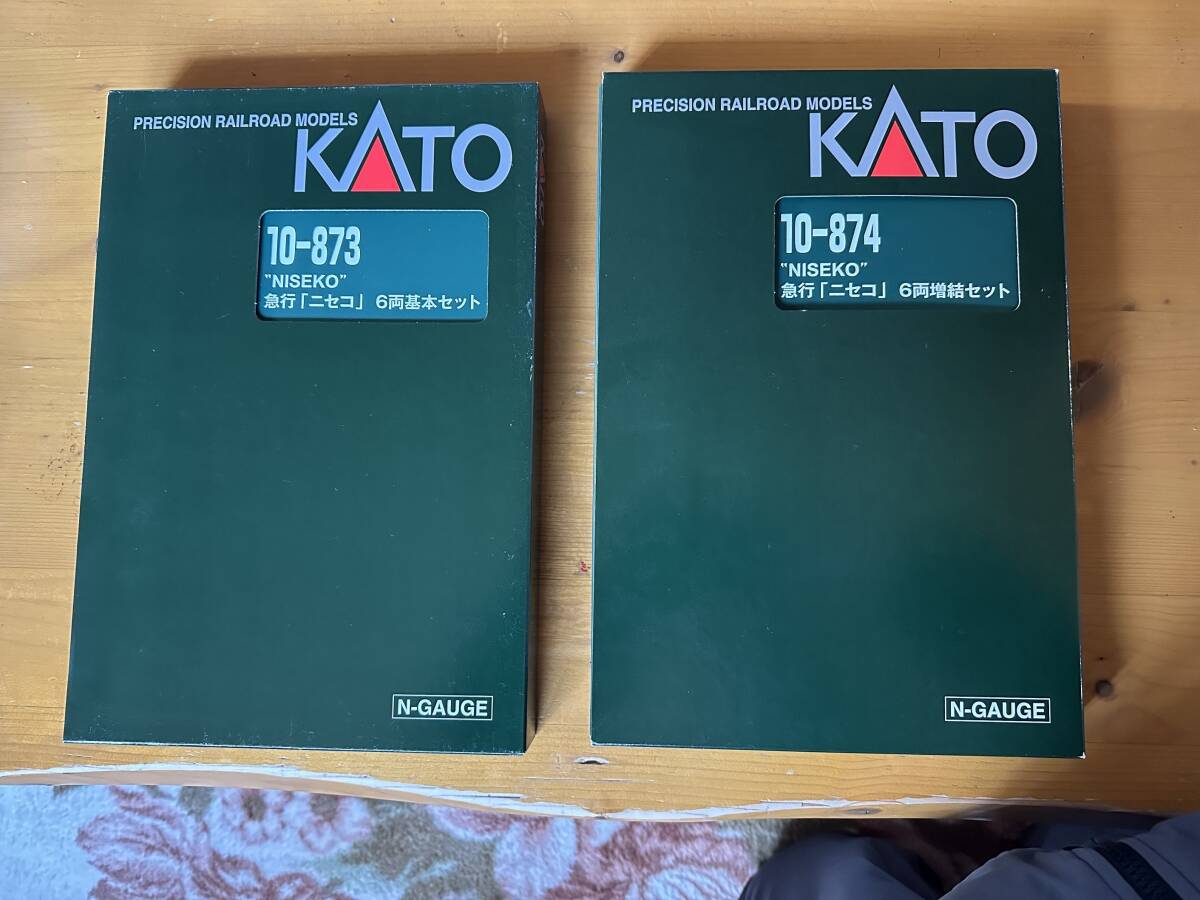 PRECISION RAILROAD MODELS
KATO
10-873
"NISEKO"
急行「ニセコ」 6両基本セット
N-GAUGE
PRECISION RAILROAD MODELS
KATO
10-874
"NISEKO"
急行「ニセコ」 6両増結セット
N-GAUGE